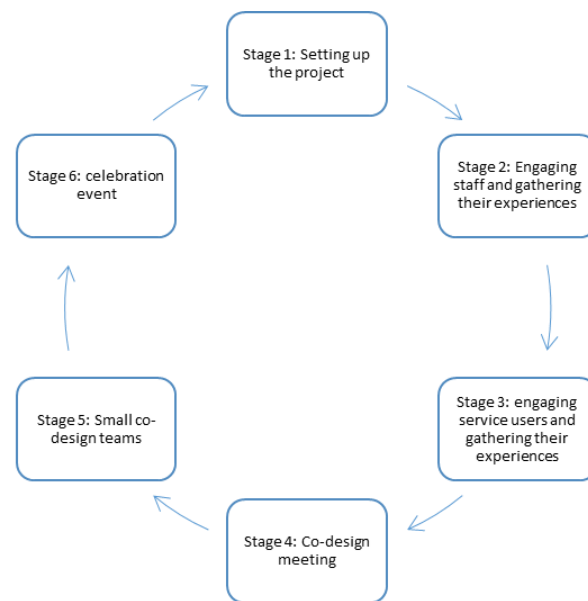 Stage 1: Setting up
the project
Stage 2: Engaging
staff and gathering
their experiences
Stage 3: engaging
service users and
gathering their
experiences
Stage 4: Co-design
meeting
Stage 5: Small co-
design teams
Stage 6: celebration
event